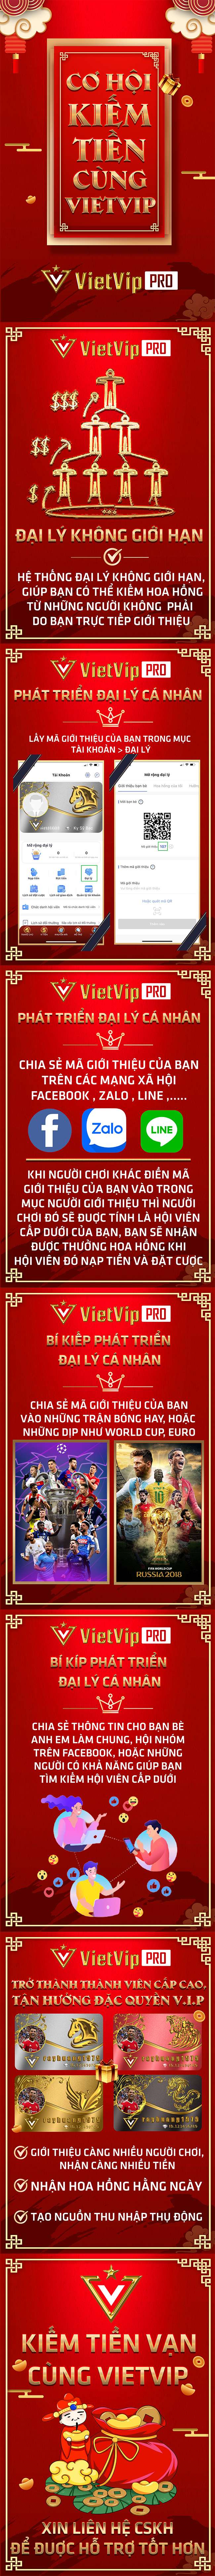 CƠ HỘI
KIẾM
TIỀN
CÙNG
VIETVIP
VietVip PRO
VietVip PRO
$$$
$$
$
ĐẠI LÝ KHÔNG GIỚI HẠN
HỆ THỐNG ĐẠI LÝ KHÔNG GIỚI HẠN,
GIÚP BẠN CÓ THỂ KIẾM HOA HỒNG
TỪ NHỮNG NGƯỜI KHÔNG PHẢI
DO BẠN TRỰC TIẾP GIỚI THIỆU
VietVip PRO
PHÁT TRIỂN ĐẠI LÝ CÁ NHÂN
LẤY MÃ GIỚI THIỆU CỦA BẠN TRONG MỤC
TÀI KHOẢN > ĐẠI LÝ
Tài Khoản
Mở rộng đại lý
Mở rộng đại lý
Giới thiệu bạn bè
Đại lý
VietVip PRO
PHÁT TRIỂN ĐẠI LÝ CÁ NHÂN
CHIA SẺ MÃ GIỚI THIỆU CỦA BẠN
TRÊN CÁC MẠNG XÃ HỘI
FACEBOOK , ZALO , LINE ,.....
f
Zalo
LINE
KHI NGƯỜI CHƠI KHÁC ĐIỀN MÃ
GIỚI THIỆU CỦA BẠN VÀO TRONG
MỤC NGƯỜI GIỚI THIỆU THÌ NGƯỜI
CHƠI ĐÓ SẼ ĐƯỢC TÍNH LÀ HỘI VIÊN
CẤP DƯỚI CỦA BẠN, BẠN SẼ NHẬN
ĐƯỢC THƯỞNG HOA HỒNG KHI
HỘI VIÊN ĐÓ NẠP TIỀN VÀ ĐẶT CƯỢC
VietVip PRO
BÍ KIẾP PHÁT TRIỂN
ĐẠI LÝ CÁ NHÂN
CHIA SẺ MÃ GIỚI THIỆU CỦA BẠN
VÀO NHỮNG TRẬN BÓNG HAY, HOẶC
NHỮNG DỊP NHƯ WORLD CUP, EURO
10
FIFA WORLD CUP
RUSSIA 2018
VietVip PRO
BÍ KÍP PHÁT TRIỂN
ĐẠI LÝ CÁ NHÂN
CHIA SẺ THÔNG TIN CHO BẠN BÈ
ANH EM LÀM CHUNG, HỘI NHÓM
TRÊN FACEBOOK, HOẶC NHỮNG
NGƯỜI CÓ KHẢ NĂNG GIÚP BẠN
TÌM KIẾM HỘI VIÊN CẤP DƯỚI
VietVip PRO
TRỞ THÀNH THÀNH VIÊN CẤP CAO,
TẬN HƯỞNG ĐẶC QUYỀN V.I.P
GIỚI THIỆU CÀNG NHIỀU NGƯỜI CHƠI,
NHẬN CÀNG NHIỀU TIỀN
NHẬN HOA HỒNG HẰNG NGÀY
TẠO NGUỒN THU NHẬP THỤ ĐỘNG
KIẾM TIỀN VẠN
CÙNG VIETVIP
XIN LIÊN HỆ CSKH
ĐỂ ĐƯỢC HỖ TRỢ TỐT HƠN